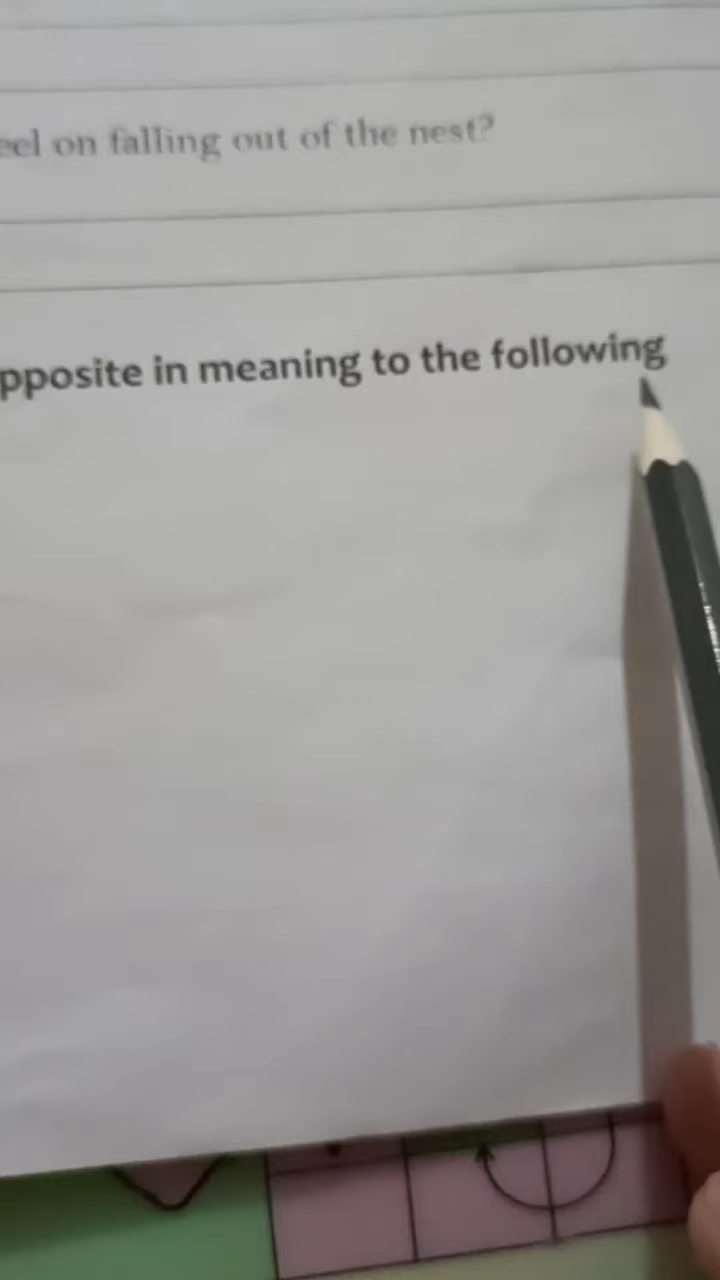 eel on falling out of the nest?
pposite in meaning to the following